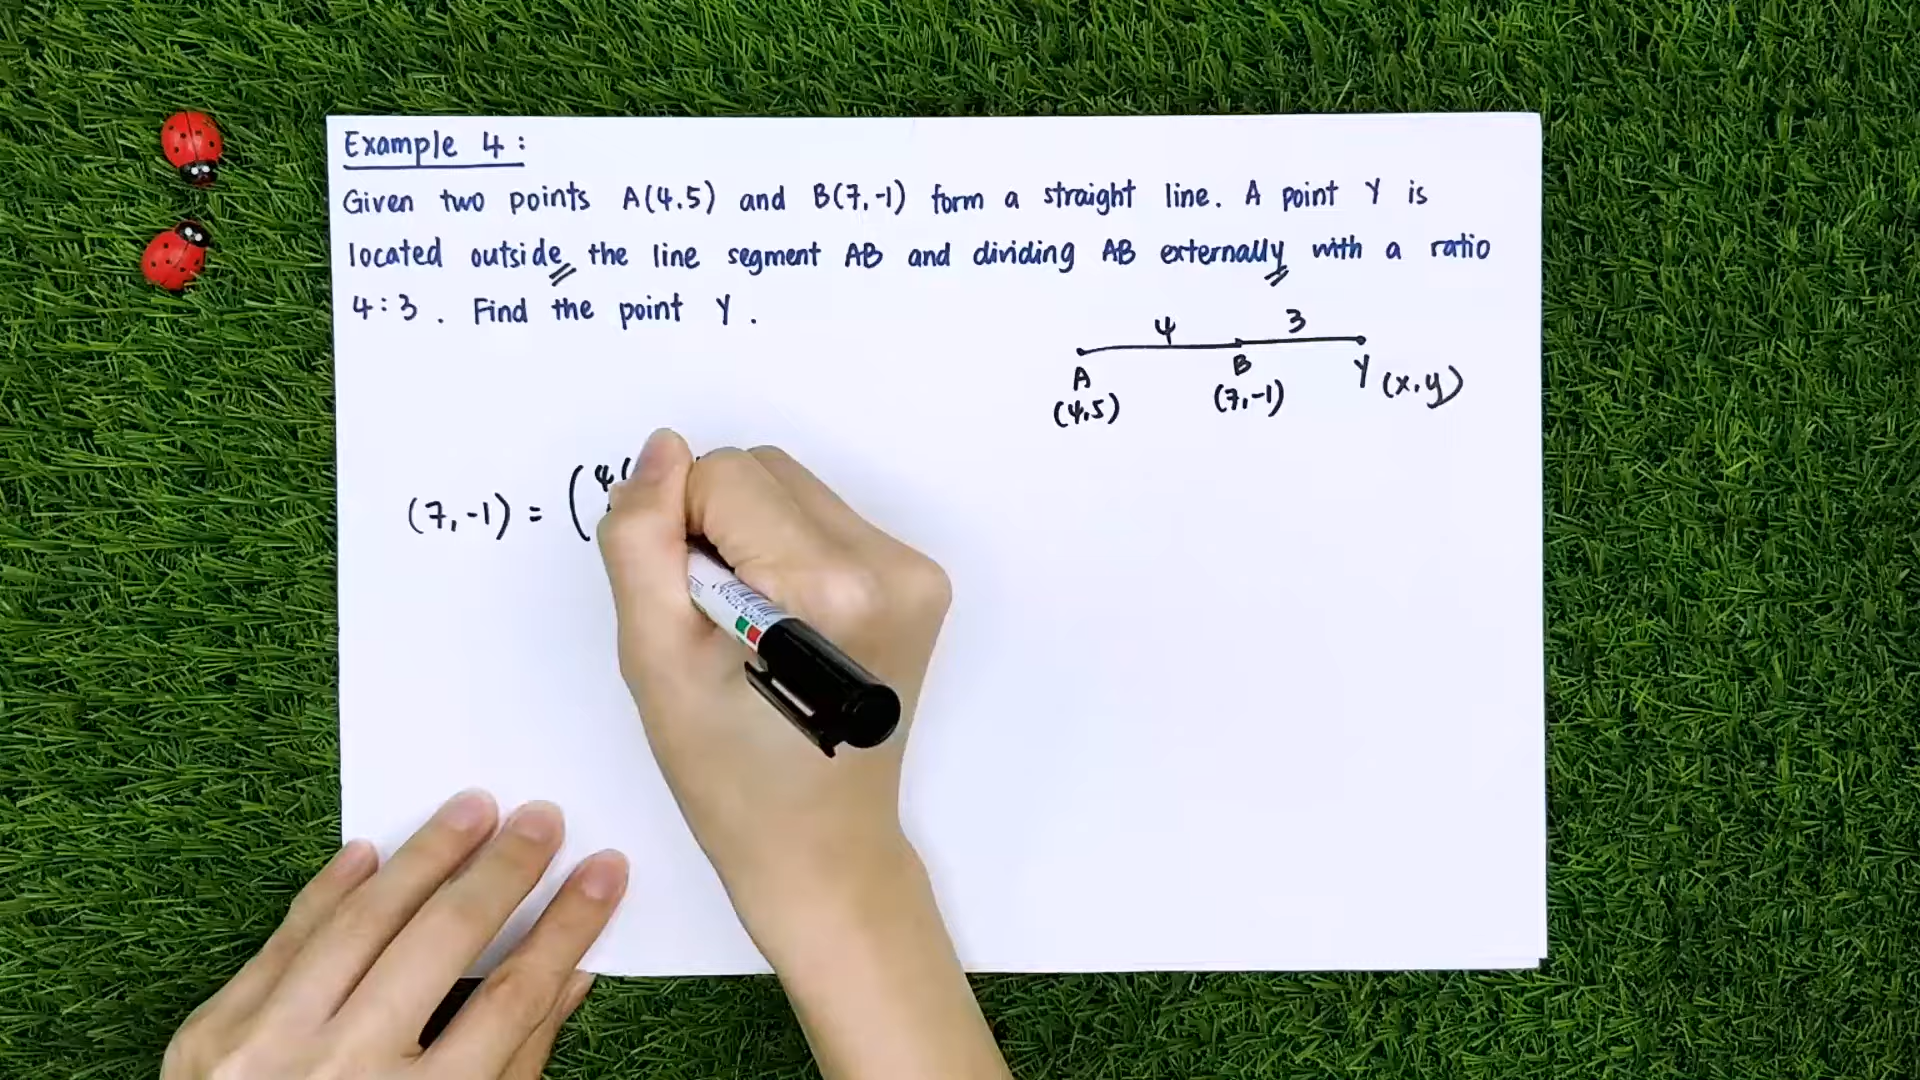 Example 4 :
Given two points A(4,5) and B(7,-1) form a straight line. A point Y is
located outside the line segment AB and dividing AB externally with a ratio
4:3 . Find the point Y .
4 3
A B Y (x,y)
(4,5) (7,-1)
(7,-1) = ( 4(